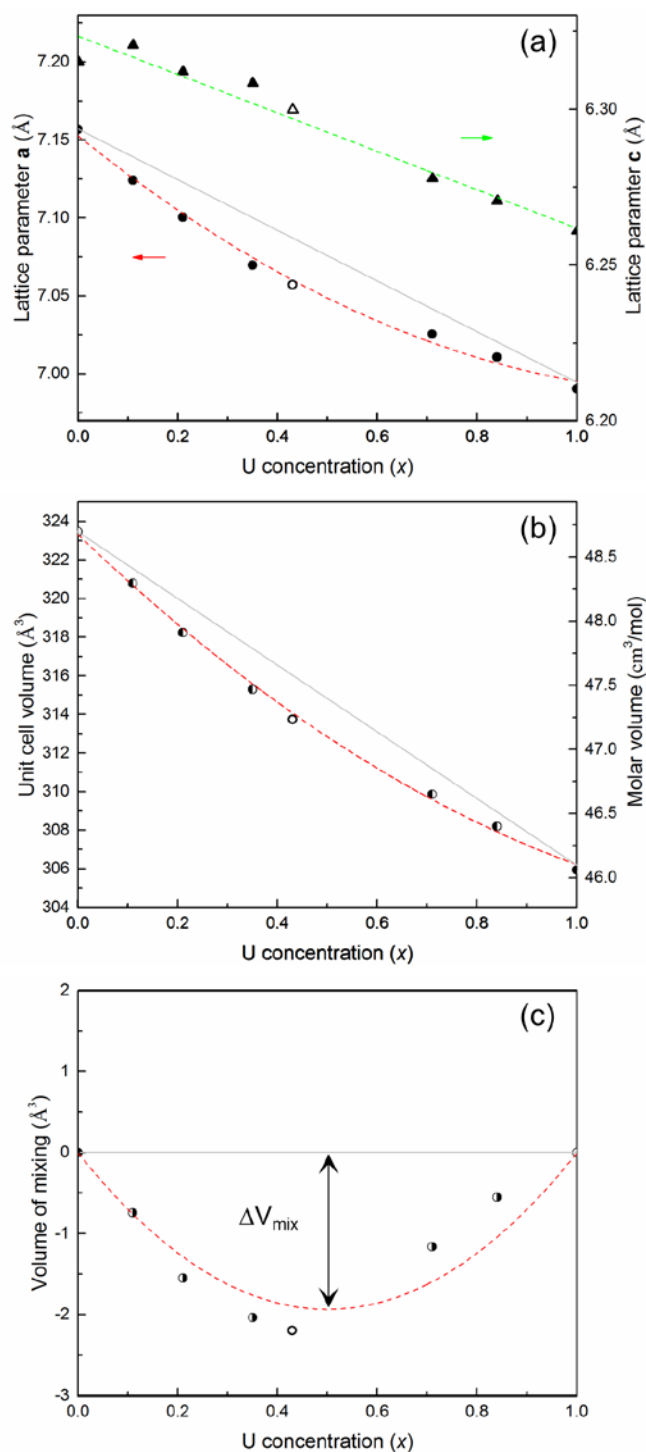 (a)
7.20
7.15
7.10
7.05
7.00
Lattice parameter a (Å)
6.30
6.25
6.20
Lattice paramter c (Å)
0.0 0.2 0.4 0.6 0.8 1.0
U concentration (x)
(b)
324
322
320
318
316
314
312
310
308
306
304
Unit cell volume (Å³)
48.5
48.0
47.5
47.0
46.5
46.0
Molar volume (cm³/mol)
0.0 0.2 0.4 0.6 0.8 1.0
U concentration (x)
(c)
2
1
0
-1
-2
-3
Volume of mixing (Å³)
ΔVmix
0.0 0.2 0.4 0.6 0.8 1.0
U concentration (x)